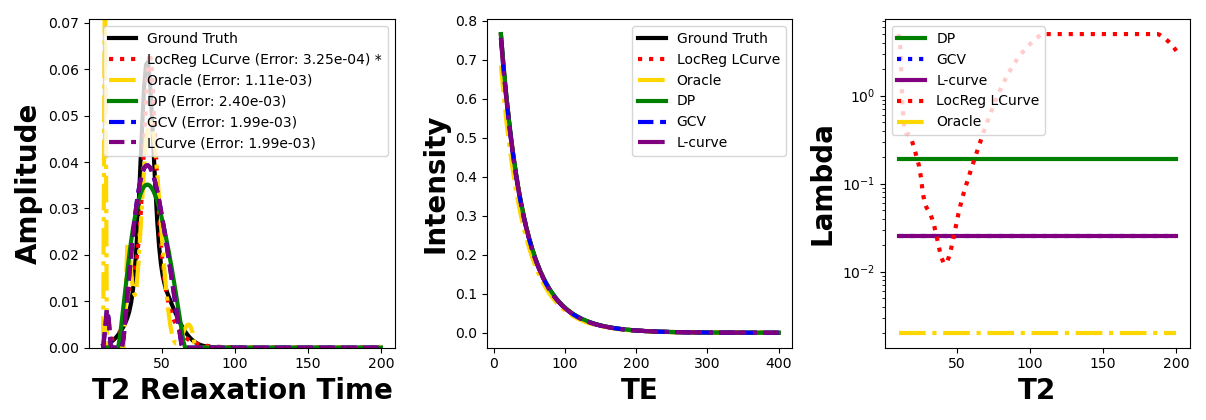 Amplitude
0.07
0.06
0.05
0.04
0.03
0.02
0.01
0.00
Ground Truth
LocReg LCurve (Error: 3.25e-04) *
Oracle (Error: 1.11e-03)
DP (Error: 2.40e-03)
GCV (Error: 1.99e-03)
LCurve (Error: 1.99e-03)
50
100
150
200
T2 Relaxation Time
Intensity
0.8
0.7
0.6
0.5
0.4
0.3
0.2
0.1
0.0
Ground Truth
LocReg LCurve
Oracle
DP
GCV
L-curve
0
100
200
300
400
TE
Lambda
10⁰
10⁻¹
10⁻²
DP
GCV
L-curve
LocReg LCurve
Oracle
50
100
150
200
T2